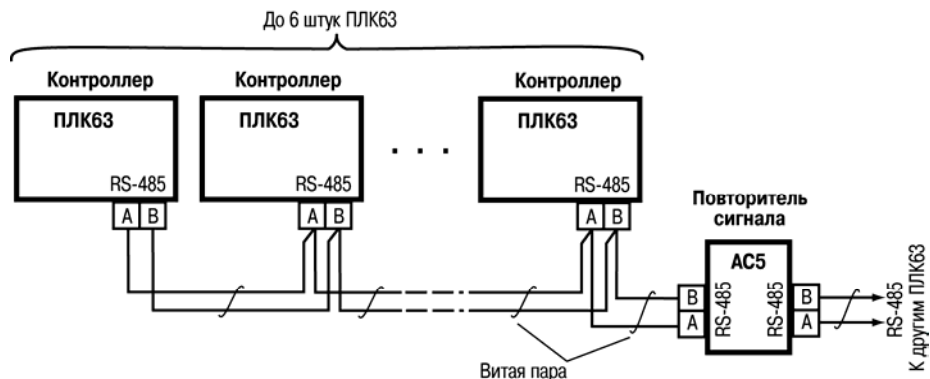 До 6 штук ПЛК63
Контроллер
Контроллер
Контроллер
ПЛК63
ПЛК63
ПЛК63
. . .
RS-485
RS-485
RS-485
A B
A B
A B
Повторитель
сигнала
АС5
B
A
RS-485
RS-485
B
A
RS-485
К другим ПЛК63
Витая пара